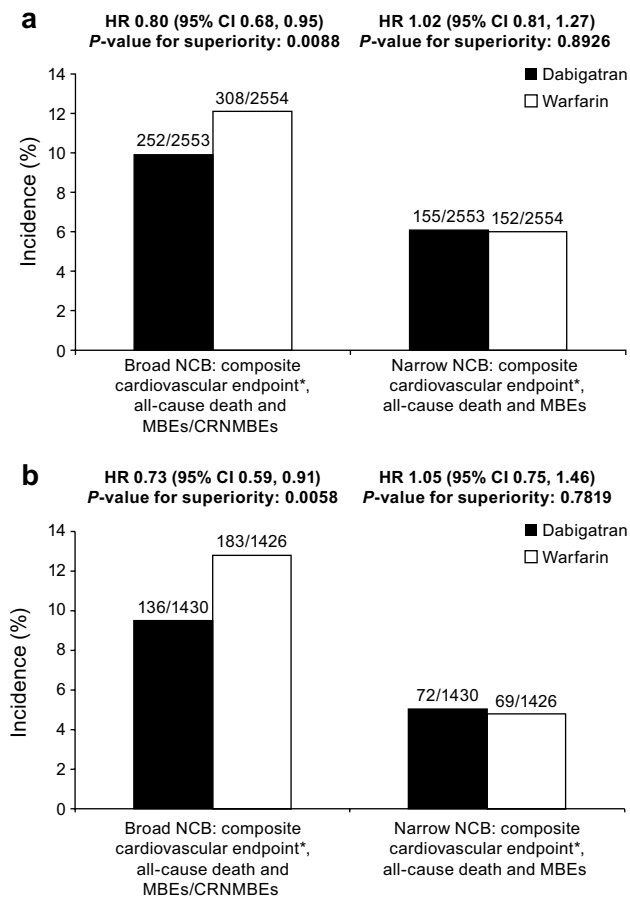 a
HR 0.80 (95% CI 0.68, 0.95)
P-value for superiority: 0.0088
HR 1.02 (95% CI 0.81, 1.27)
P-value for superiority: 0.8926
Dabigatran
Warfarin
Incidence (%)
14
12
10
8
6
4
2
0
252/2553
308/2554
155/2553
152/2554
Broad NCB: composite
cardiovascular endpoint*,
all-cause death and
MBEs/CRNMBEs
Narrow NCB: composite
cardiovascular endpoint*,
all-cause death and MBEs
b
HR 0.73 (95% CI 0.59, 0.91)
P-value for superiority: 0.0058
HR 1.05 (95% CI 0.75, 1.46)
P-value for superiority: 0.7819
Dabigatran
Warfarin
Incidence (%)
14
12
10
8
6
4
2
0
136/1430
183/1426
72/1430
69/1426
Broad NCB: composite
cardiovascular endpoint*,
all-cause death and
MBEs/CRNMBEs
Narrow NCB: composite
cardiovascular endpoint*,
all-cause death and MBEs